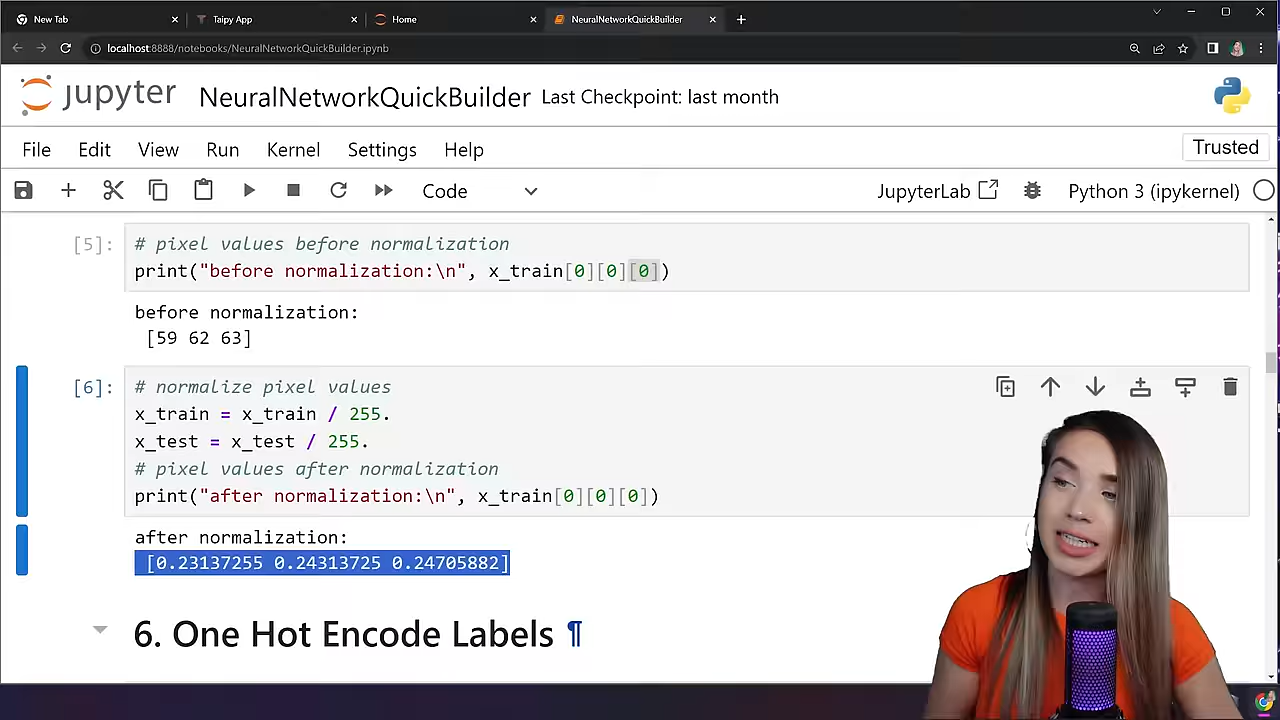 New Tab
Taipy App
Home
NeuralNetworkQuickBuilder
localhost:8888/notebooks/NeuralNetworkQuickBuilder.ipynb
jupyter NeuralNetworkQuickBuilder Last Checkpoint: last month
File Edit View Run Kernel Settings Help Trusted
Code JupyterLab Python 3 (ipykernel)
[5]: # pixel values before normalization
print("before normalization:\n", x_train[0][0][0])
before normalization:
[59 62 63]
[6]: # normalize pixel values
x_train = x_train / 255.
x_test = x_test / 255.
# pixel values after normalization
print("after normalization:\n", x_train[0][0][0])
after normalization:
[0.23137255 0.24313725 0.24705882]
6. One Hot Encode Labels ¶